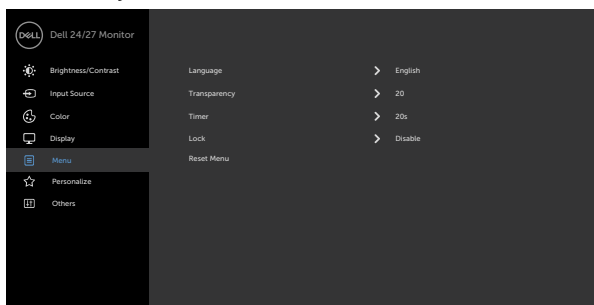 DELL Dell 24/27 Monitor
Brightness/Contrast Language English
Input Source Transparency 20
Color Timer 20s
Display Lock Disable
Menu Reset Menu
Personalize
Others